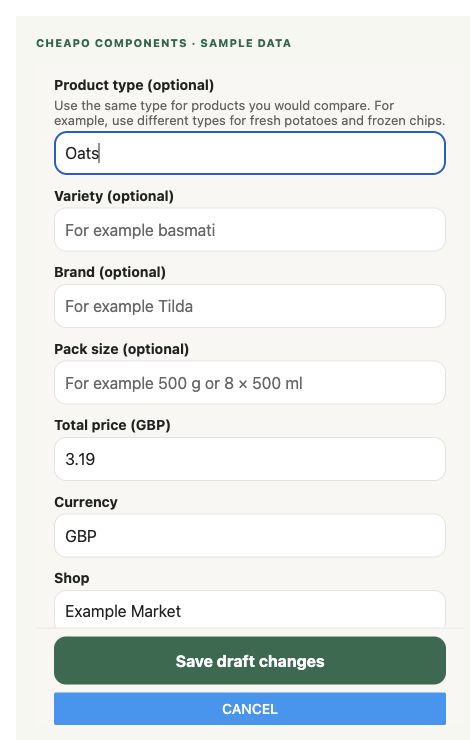 CHEAPO COMPONENTS · SAMPLE DATA
Product type (optional)
Use the same type for products you would compare. For
example, use different types for fresh potatoes and frozen chips.
Oats
Variety (optional)
For example basmati
Brand (optional)
For example Tilda
Pack size (optional)
For example 500 g or 8 × 500 ml
Total price (GBP)
3.19
Currency
GBP
Shop
Example Market
Save draft changes
CANCEL